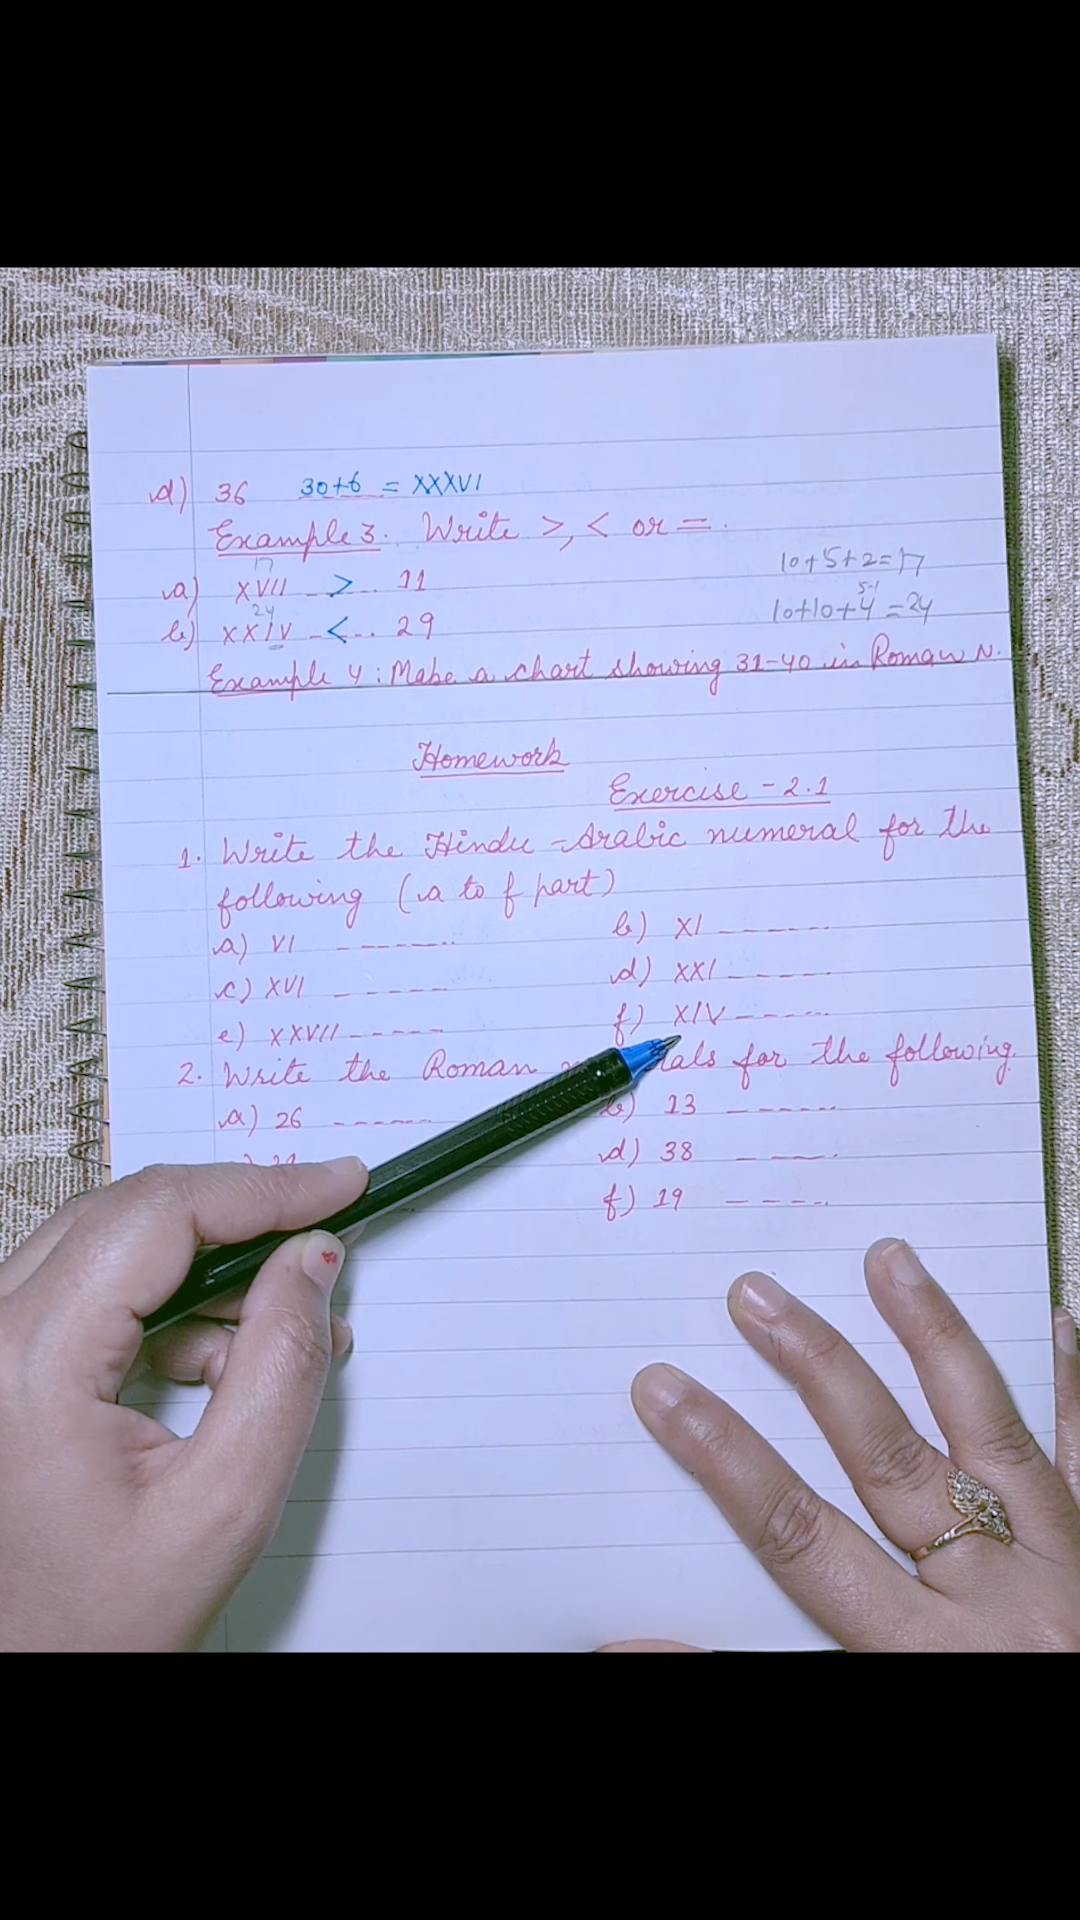 d) 36 30+6 = XXXVI
Example 3. Write >, < or =.
17 10+5+2=17
a) XVII > 11
24 5-1
b) XXIV < 29 10+10+4=24
Example 4: Make a chart showing 31-40 in Roman N.
Homework
Exercise - 2.1
1. Write the Hindu-Arabic numeral for the
following (a to f part)
a) VI ------- b) XI ------
c) XVI ------ d) XXI -----
e) XXVII ----- f) XIV -----
2. Write the Roman for the following.
a) 26 ------ b) 13 ------
d) 38 -----
f) 19 ----